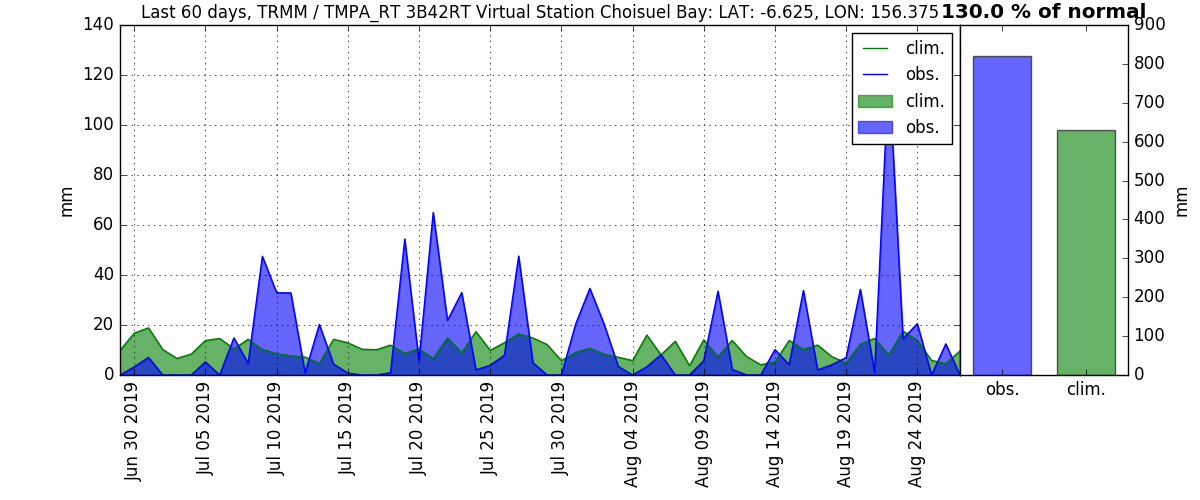 Last 60 days, TRMM / TMPA_RT 3B42RT Virtual Station Choisuel Bay: LAT: -6.625, LON: 156.375
130.0 % of normal
clim.
obs.
clim.
obs.
140
120
100
80
60
40
20
0
mm
Jun 30 2019
Jul 05 2019
Jul 10 2019
Jul 15 2019
Jul 20 2019
Jul 25 2019
Jul 30 2019
Aug 04 2019
Aug 09 2019
Aug 14 2019
Aug 19 2019
Aug 24 2019
900
800
700
600
500
400
300
200
100
0
mm
obs.
clim.